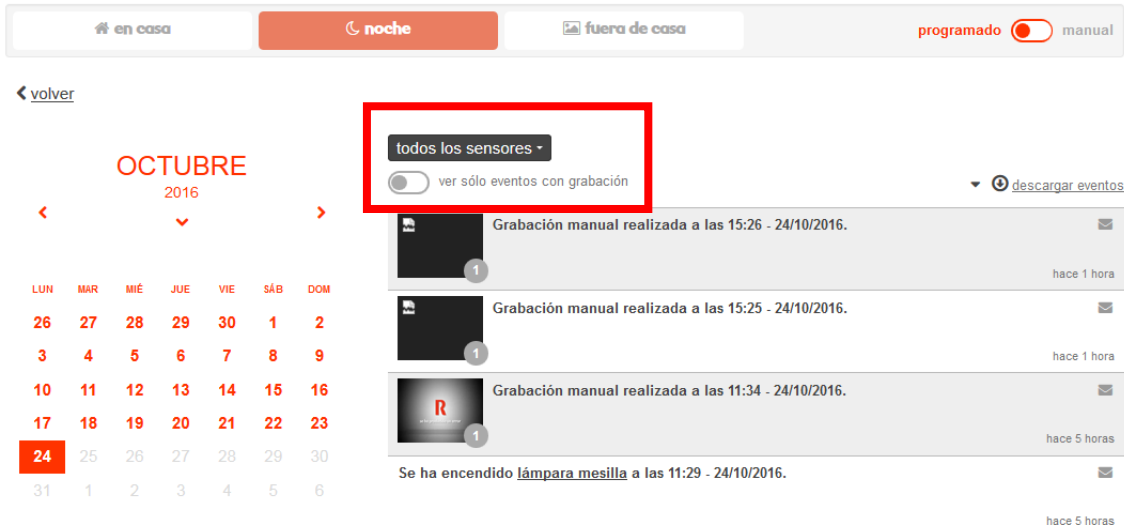 en casa
noche
fuera de casa
programado
manual
volver
OCTUBRE
2016
LUN MAR MIÉ JUE VIE SÁB DOM
26 27 28 29 30 1 2
3 4 5 6 7 8 9
10 11 12 13 14 15 16
17 18 19 20 21 22 23
24 25 26 27 28 29 30
31 1 2 3 4 5 6
todos los sensores
ver sólo eventos con grabación
descargar eventos
Grabación manual realizada a las 15:26 - 24/10/2016.
1
hace 1 hora
Grabación manual realizada a las 15:25 - 24/10/2016.
1
hace 1 hora
Grabación manual realizada a las 11:34 - 24/10/2016.
R
1
hace 5 horas
Se ha encendido lámpara mesilla a las 11:29 - 24/10/2016.
hace 5 horas